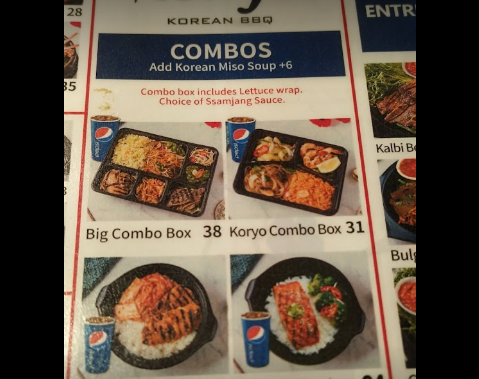 28
KOREAN BBQ
ENTR
COMBOS
Add Korean Miso Soup +6
35
Combo box includes Lettuce wrap.
Choice of Ssamjang Sauce.
Kalbi Be
Big Combo Box 38
Koryo Combo Box 31
Bulg